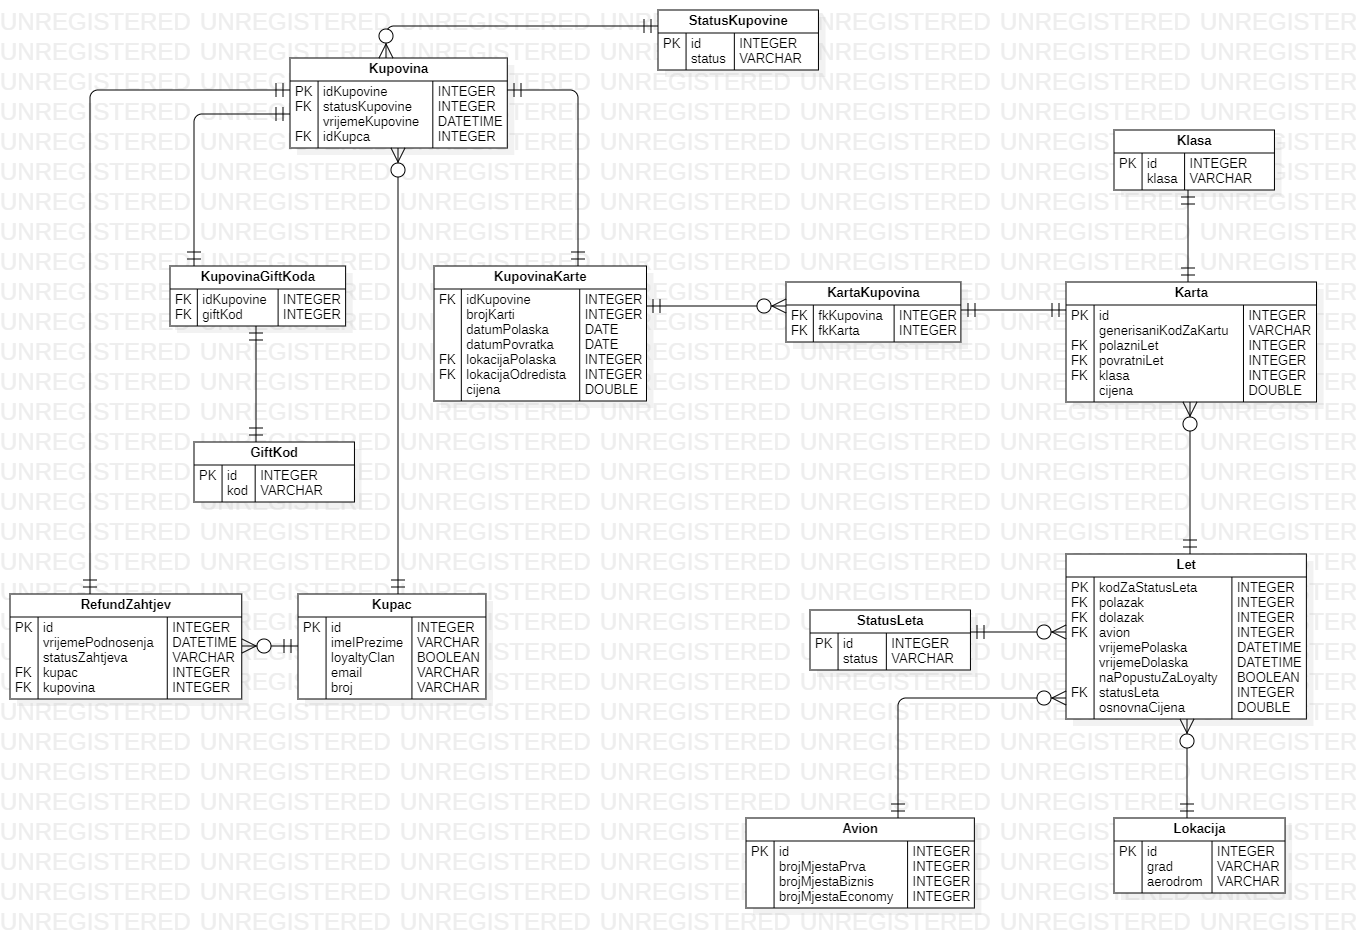 StatusKupovine
PK id INTEGER
status VARCHAR
Kupovina
PK idKupovine INTEGER
FK statusKupovine INTEGER
vrijemeKupovine DATETIME
FK idKupca INTEGER
Klasa
PK id INTEGER
klasa VARCHAR
KupovinaGiftKoda
FK idKupovine INTEGER
FK giftKod INTEGER
KupovinaKarte
FK idKupovine INTEGER
brojKarti INTEGER
datumPolaska DATE
datumPovratka DATE
FK lokacijaPolaska INTEGER
FK lokacijaOdredista INTEGER
cijena DOUBLE
KartaKupovina
FK fkKupovina INTEGER
FK fkKarta INTEGER
Karta
PK id INTEGER
generisaniKodZaKartu VARCHAR
FK polazniLet INTEGER
FK povratniLet INTEGER
FK klasa INTEGER
cijena DOUBLE
GiftKod
PK id INTEGER
kod VARCHAR
RefundZahtjev
PK id INTEGER
vrijemePodnosenja DATETIME
statusZahtjeva VARCHAR
FK kupac INTEGER
FK kupovina INTEGER
Kupac
PK id INTEGER
imeIPrezime VARCHAR
loyaltyClan BOOLEAN
email VARCHAR
broj VARCHAR
StatusLeta
PK id INTEGER
status VARCHAR
Let
PK kodZaStatusLeta INTEGER
FK polazak INTEGER
FK dolazak INTEGER
FK avion INTEGER
vrijemePolaska DATETIME
vrijemeDolaska DATETIME
naPopustuZaLoyalty BOOLEAN
FK statusLeta INTEGER
osnovnaCijena DOUBLE
Avion
PK id INTEGER
brojMjestaPrva INTEGER
brojMjestaBiznis INTEGER
brojMjestaEconomy INTEGER
Lokacija
PK id INTEGER
grad VARCHAR
aerodrom VARCHAR
UNREGISTERED